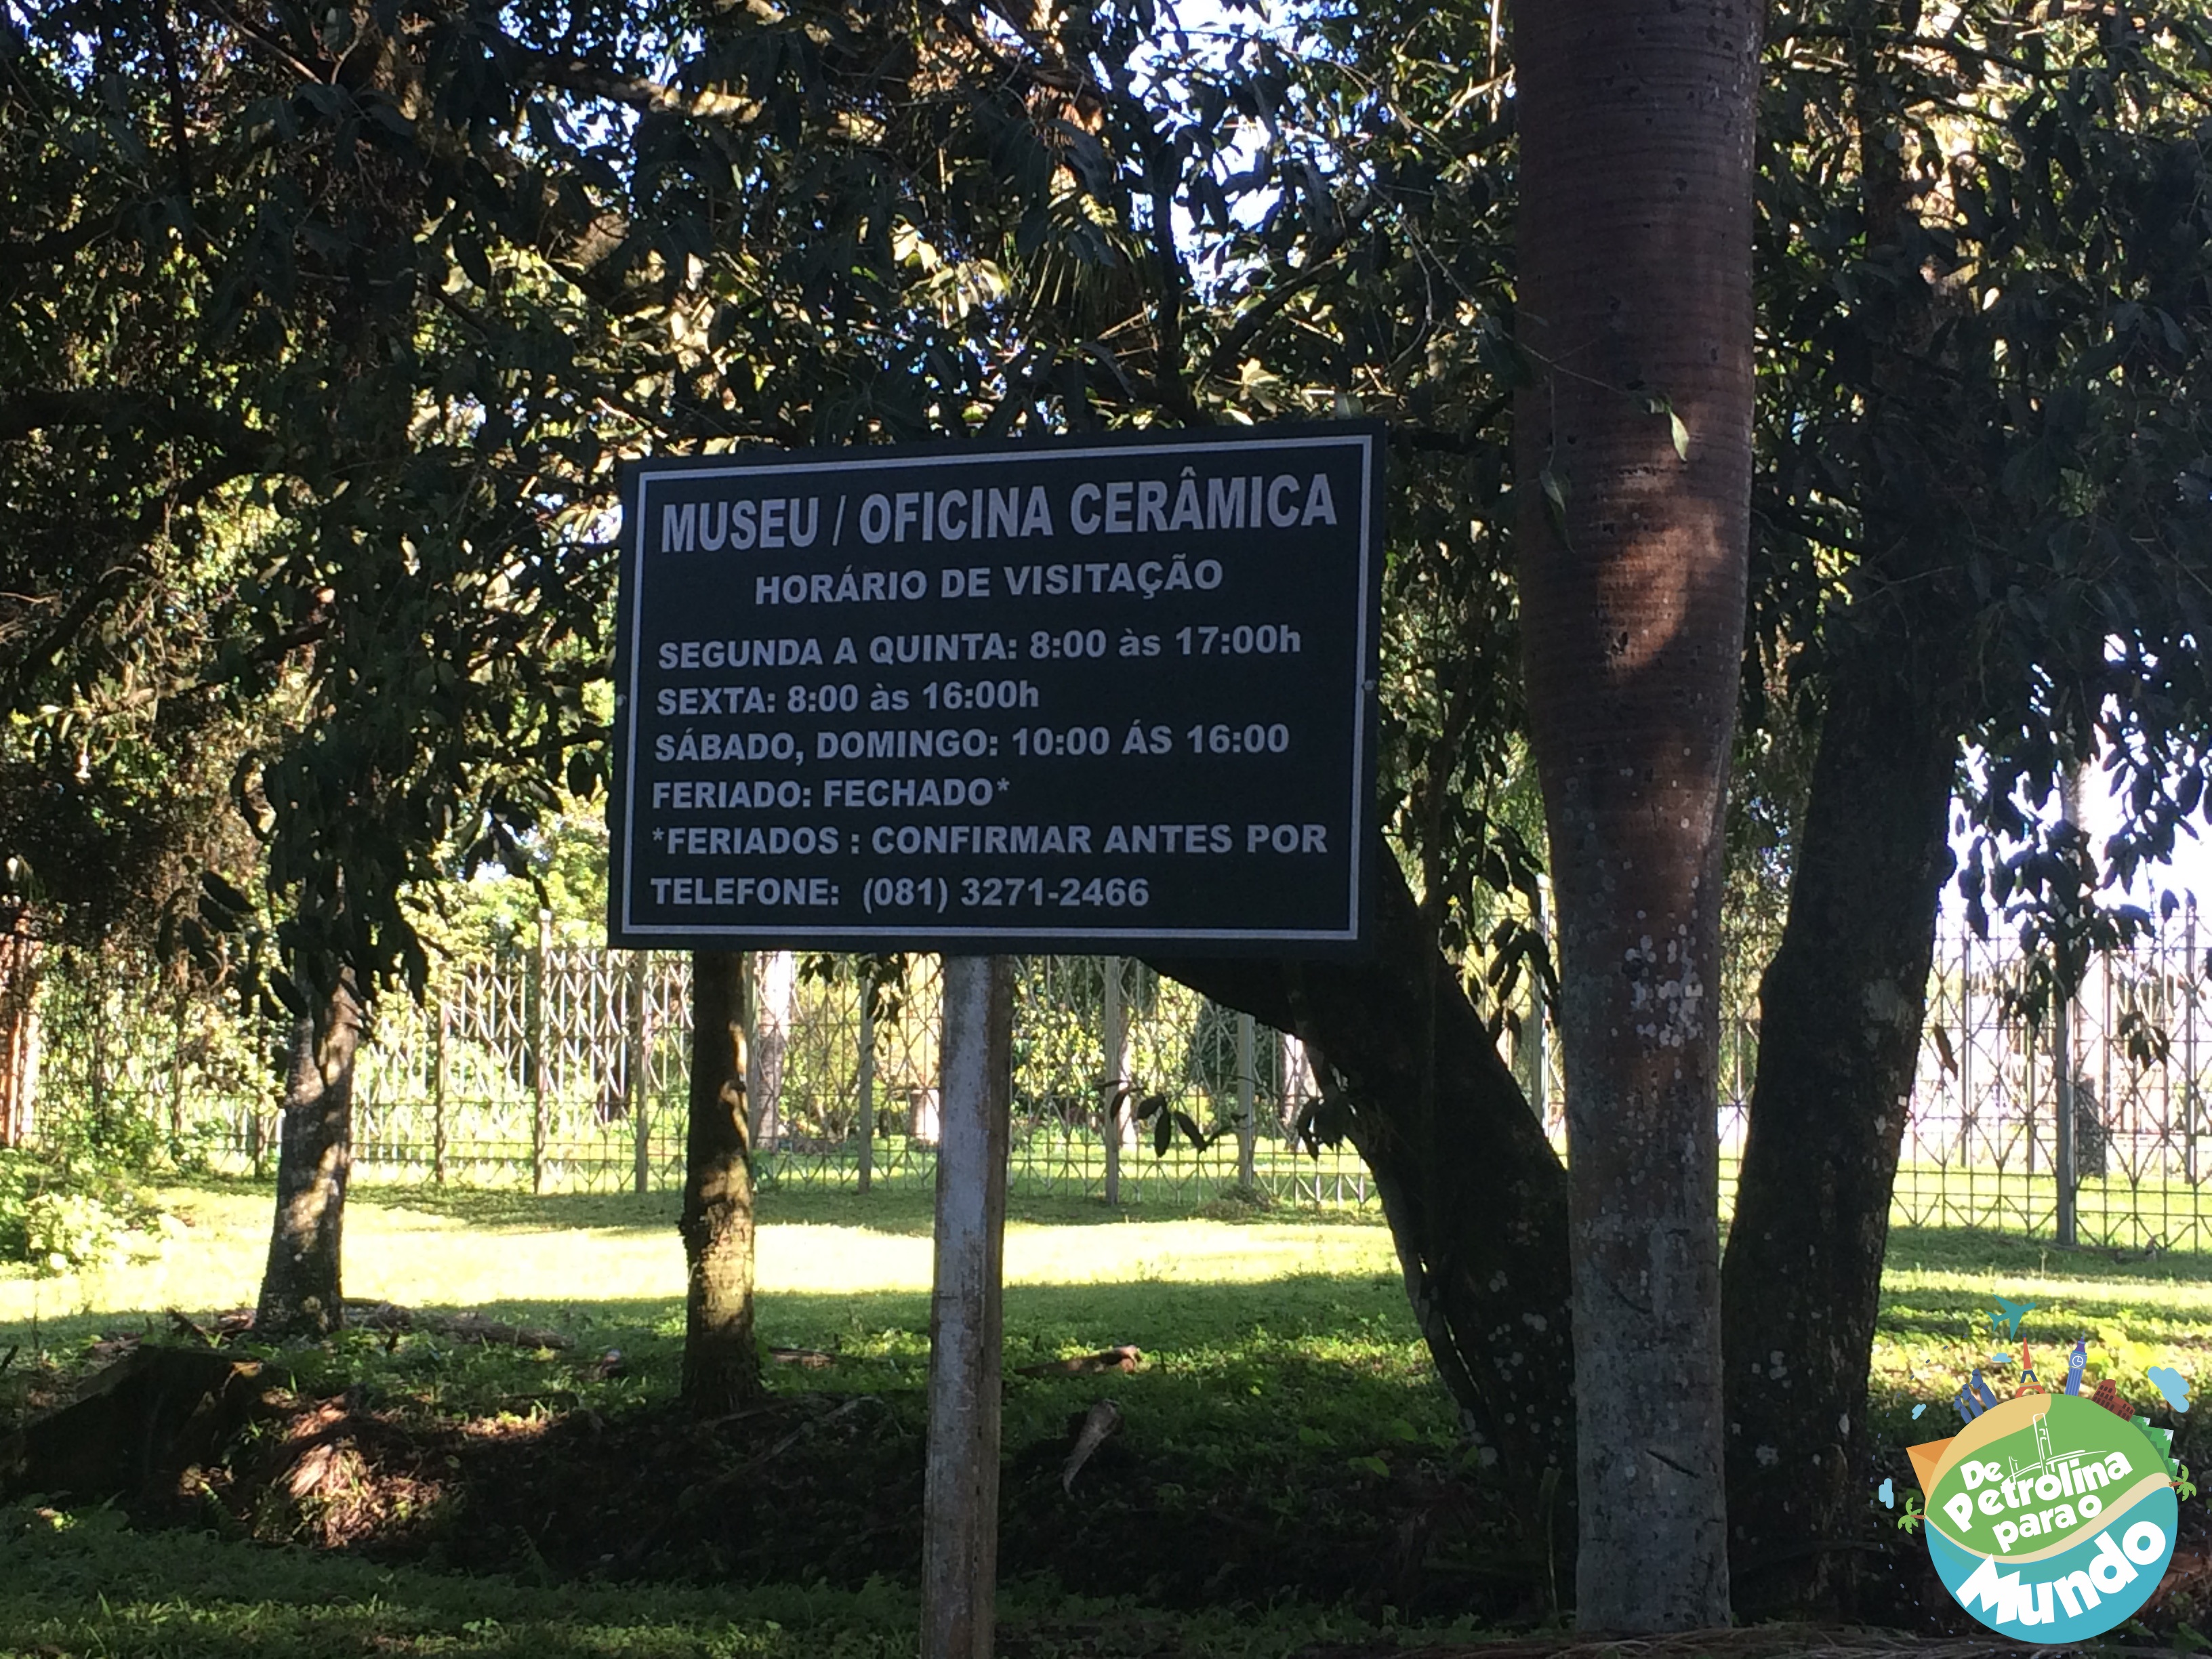 MUSEU / OFICINA CERÂMICA
HORÁRIO DE VISITAÇÃO
SEGUNDA A QUINTA: 8:00 às 17:00h
SEXTA: 8:00 às 16:00h
SÁBADO, DOMINGO: 10:00 ÁS 16:00
FERIADO: FECHADO*
*FERIADOS : CONFIRMAR ANTES POR
TELEFONE: (081) 3271-2466
De
Petrolina
para o
Mundo